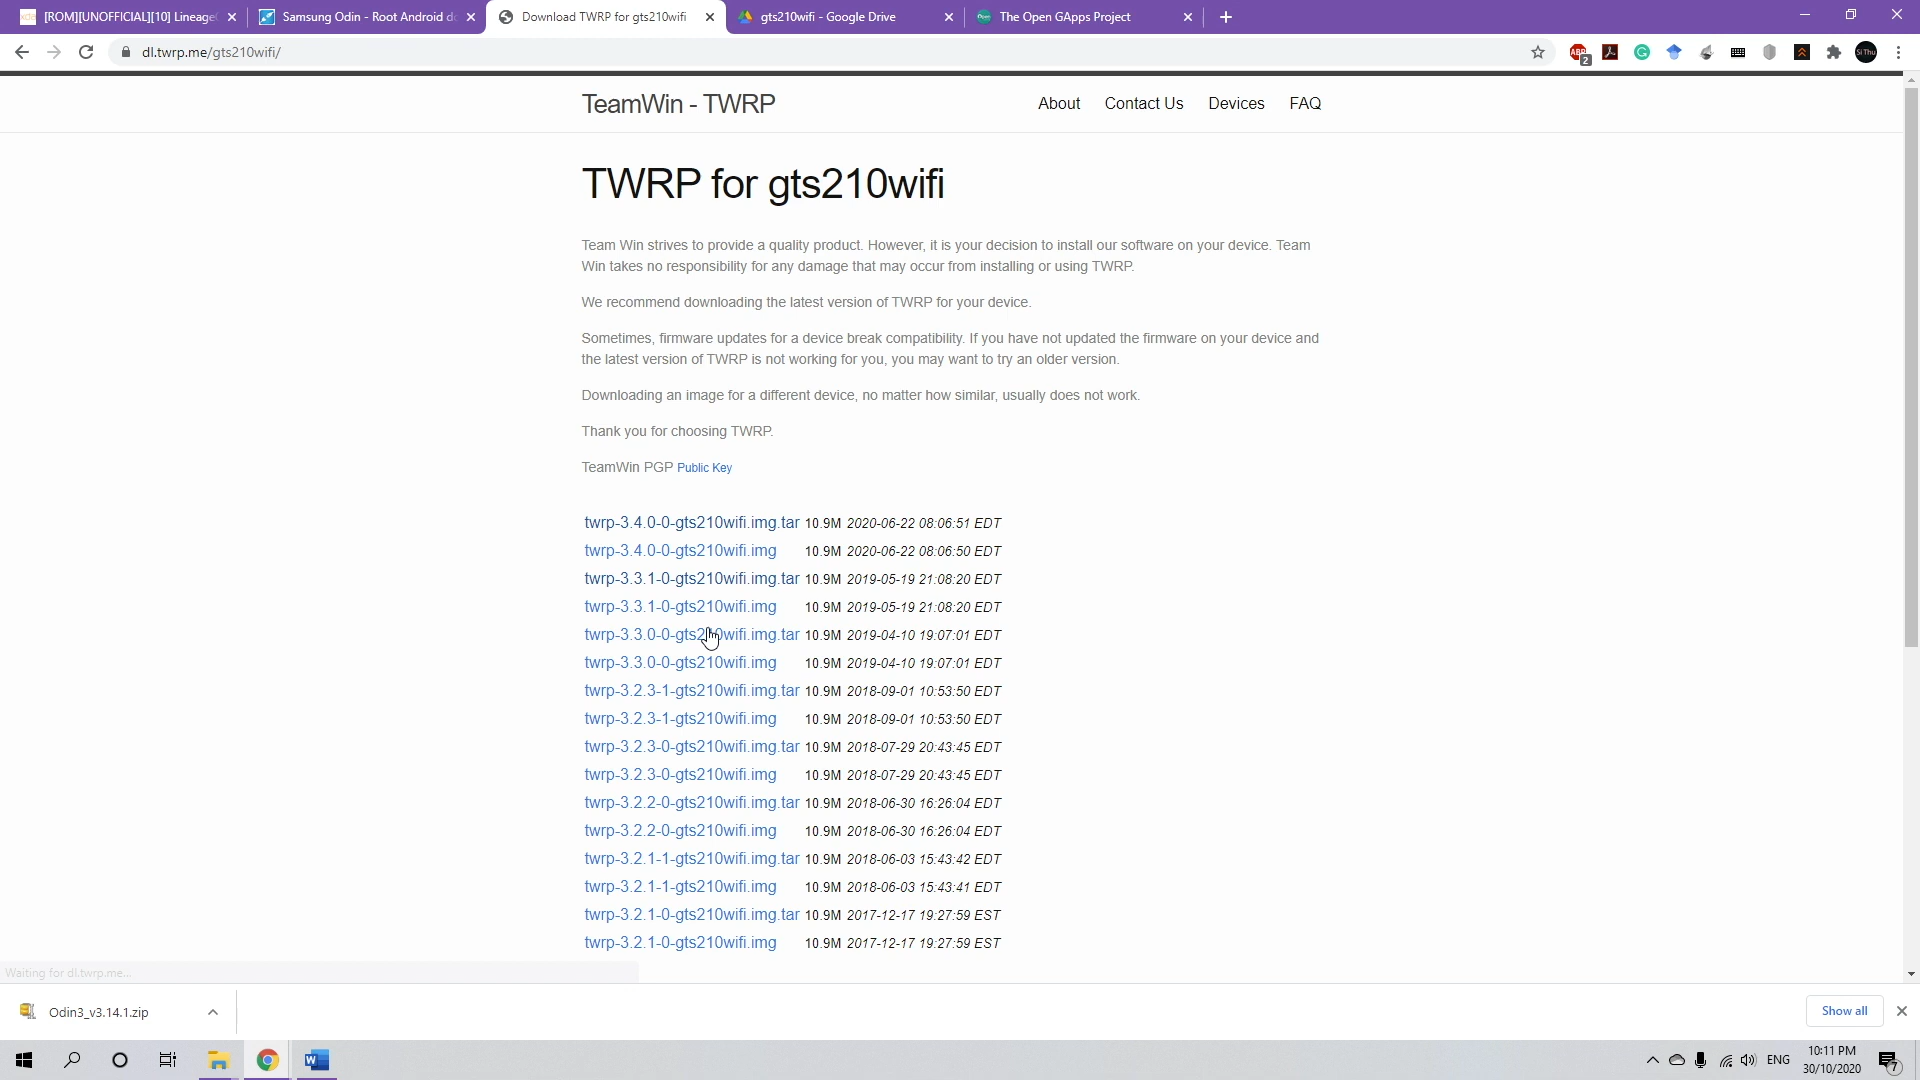 [ROM][UNOFFICIAL][10] Lineage
Samsung Odin - Root Android do
Download TWRP for gts210wifi
gts210wifi - Google Drive
The Open GApps Project
dl.twrp.me/gts210wifi/
ABP
2
Si Thu
TeamWin - TWRP
About
Contact Us
Devices
FAQ
TWRP for gts210wifi
Team Win strives to provide a quality product. However, it is your decision to install our software on your device. Team
Win takes no responsibility for any damage that may occur from installing or using TWRP.
We recommend downloading the latest version of TWRP for your device.
Sometimes, firmware updates for a device break compatibility. If you have not updated the firmware on your device and
the latest version of TWRP is not working for you, you may want to try an older version.
Downloading an image for a different device, no matter how similar, usually does not work.
Thank you for choosing TWRP.
TeamWin PGP Public Key
twrp-3.4.0-0-gts210wifi.img.tar 10.9M 2020-06-22 08:06:51 EDT
twrp-3.4.0-0-gts210wifi.img 10.9M 2020-06-22 08:06:50 EDT
twrp-3.3.1-0-gts210wifi.img.tar 10.9M 2019-05-19 21:08:20 EDT
twrp-3.3.1-0-gts210wifi.img 10.9M 2019-05-19 21:08:20 EDT
twrp-3.3.0-0-gts210wifi.img.tar 10.9M 2019-04-10 19:07:01 EDT
twrp-3.3.0-0-gts210wifi.img 10.9M 2019-04-10 19:07:01 EDT
twrp-3.2.3-1-gts210wifi.img.tar 10.9M 2018-09-01 10:53:50 EDT
twrp-3.2.3-1-gts210wifi.img 10.9M 2018-09-01 10:53:50 EDT
twrp-3.2.3-0-gts210wifi.img.tar 10.9M 2018-07-29 20:43:45 EDT
twrp-3.2.3-0-gts210wifi.img 10.9M 2018-07-29 20:43:45 EDT
twrp-3.2.2-0-gts210wifi.img.tar 10.9M 2018-06-30 16:26:04 EDT
twrp-3.2.2-0-gts210wifi.img 10.9M 2018-06-30 16:26:04 EDT
twrp-3.2.1-1-gts210wifi.img.tar 10.9M 2018-06-03 15:43:42 EDT
twrp-3.2.1-1-gts210wifi.img 10.9M 2018-06-03 15:43:41 EDT
twrp-3.2.1-0-gts210wifi.img.tar 10.9M 2017-12-17 19:27:59 EST
twrp-3.2.1-0-gts210wifi.img 10.9M 2017-12-17 19:27:59 EST
Waiting for dl.twrp.me...
Odin3_v3.14.1.zip
Show all
ENG
10:11 PM
30/10/2020
7